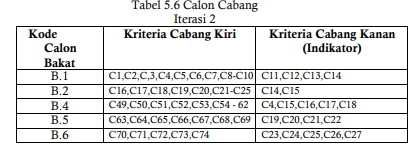 Tabel 5.6 Calon Cabang
Iterasi 2
Kode Calon Bakat Kriteria Cabang Kiri Kriteria Cabang Kanan (Indikator)
B.1 C1,C2,C,3,C4,C5,C6,C7,C8-C10 C11,C12,C13,C14
B.2 C16,C17,C18,C19,C20,C21-C25 C14,C15
B.4 C49,C50,C51,C52,C53,C54 - 62 C4,C15,C16,C17,C18
B.5 C63,C64,C65,C66,C67,C68,C69 C19,C20,C21,C22
B.6 C70,C71,C72,C73,C74 C23,C24,C25,C26,C27